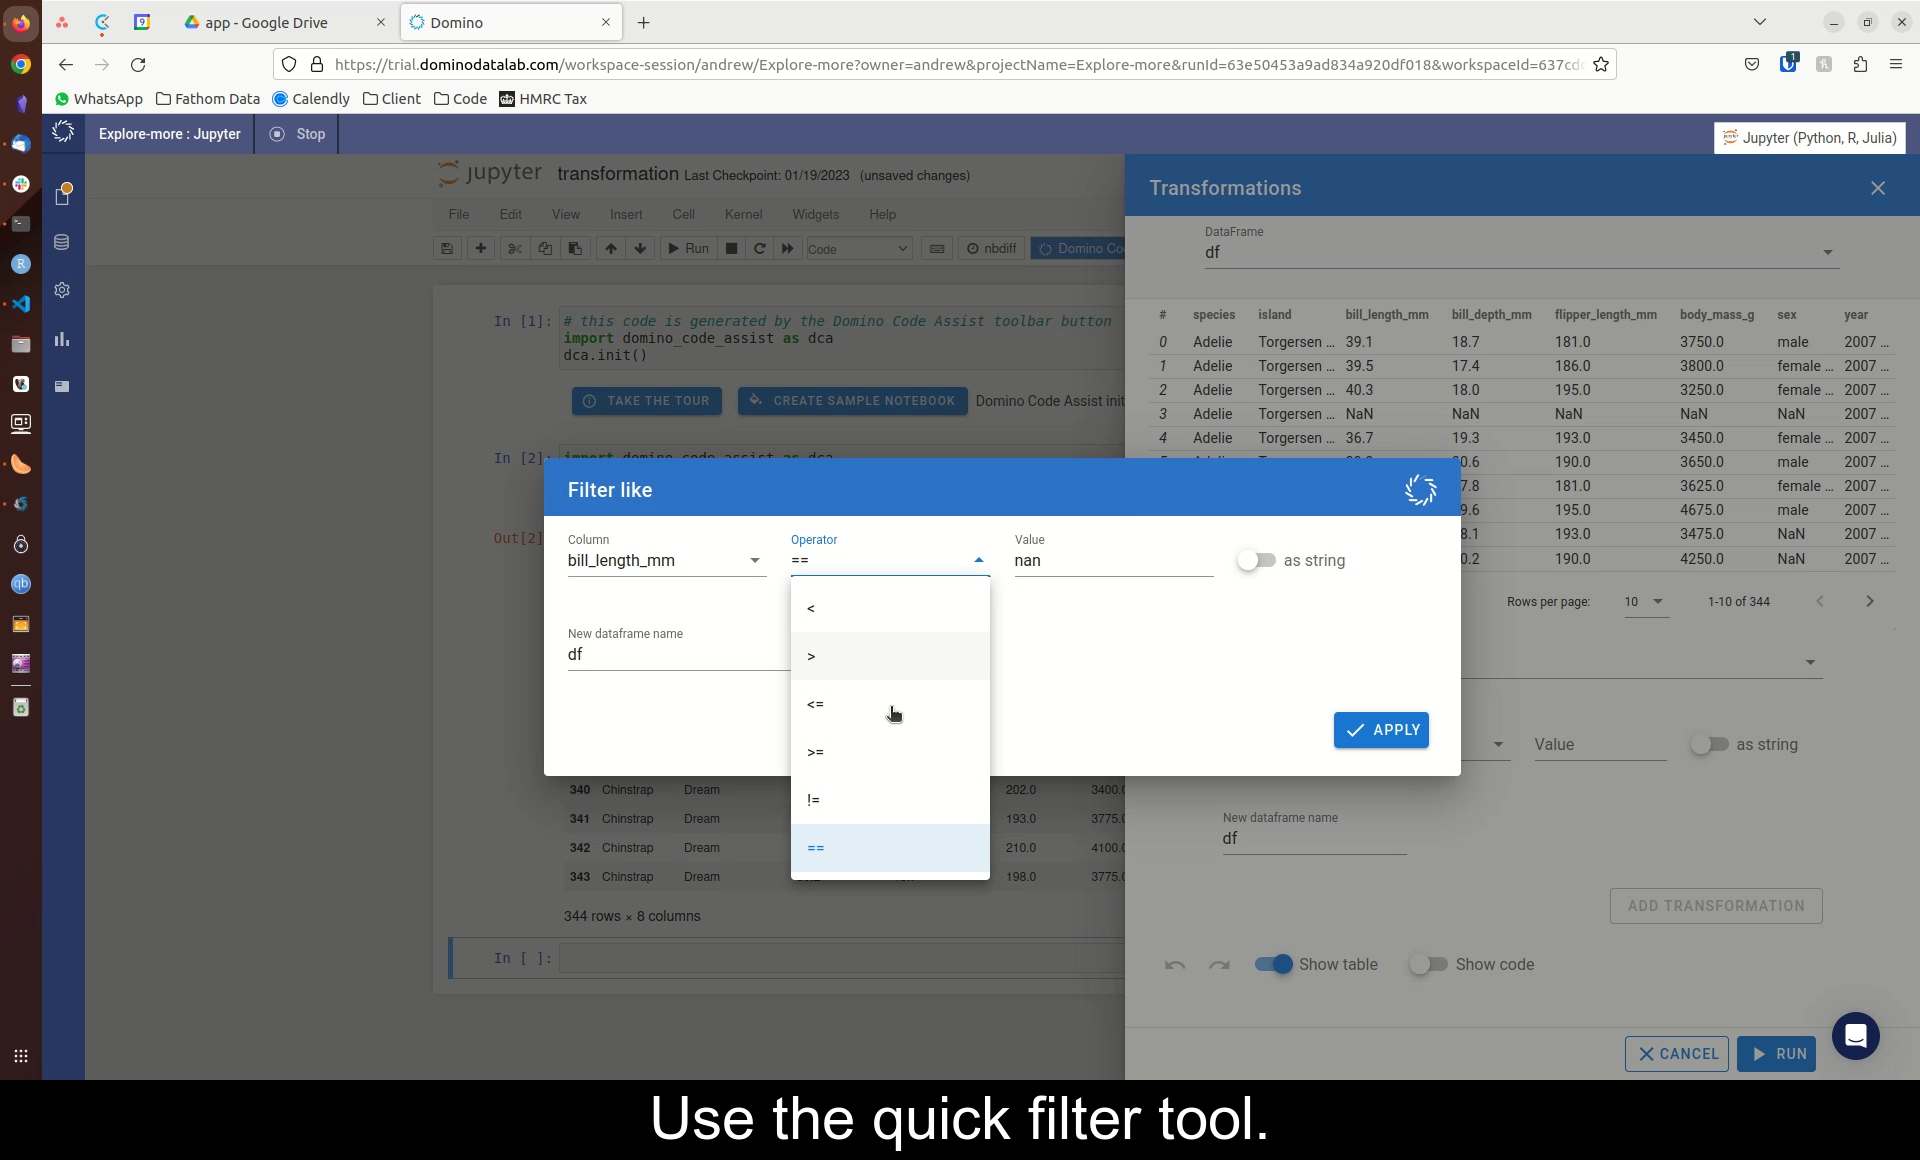 app - Google Drive
Domino
https://trial.dominodatalab.com/workspace-session/andrew/Explore-more?owner=andrew&projectName=Explore-more&runId=63e50453a9ad834a920df018&workspaceId=637cd
WhatsApp Fathom Data Calendly Client Code HMRC Tax
Explore-more : Jupyter Stop
Jupyter (Python, R, Julia)
jupyter transformation Last Checkpoint: 01/19/2023 (unsaved changes)
File Edit View Insert Cell Kernel Widgets Help
Run Code nbdiff Domino Co
In [1]: # this code is generated by the Domino Code Assist toolbar button
import domino_code_assist as dca
dca.init()
TAKE THE TOUR CREATE SAMPLE NOTEBOOK Domino Code Assist init
In [2]: import domino_code_assist as dca
Out[2]
340 Chinstrap Dream 202.0 3400.0
341 Chinstrap Dream 193.0 3775.0
342 Chinstrap Dream 210.0 4100.0
343 Chinstrap Dream 198.0 3775.0
344 rows × 8 columns
In [ ]:
Transformations
DataFrame
df
# species island bill_length_mm bill_depth_mm flipper_length_mm body_mass_g sex year
0 Adelie Torgersen ... 39.1 18.7 181.0 3750.0 male 2007 ...
1 Adelie Torgersen ... 39.5 17.4 186.0 3800.0 female ... 2007 ...
2 Adelie Torgersen ... 40.3 18.0 195.0 3250.0 female ... 2007 ...
3 Adelie Torgersen ... NaN NaN NaN NaN NaN 2007 ...
4 Adelie Torgersen ... 36.7 19.3 193.0 3450.0 female ... 2007 ...
0.6 190.0 3650.0 male 2007 ...
7.8 181.0 3625.0 female ... 2007 ...
9.6 195.0 4675.0 male 2007 ...
8.1 193.0 3475.0 NaN 2007 ...
0.2 190.0 4250.0 NaN 2007 ...
Rows per page: 10 1-10 of 344
Value as string
New dataframe name
df
ADD TRANSFORMATION
Show table Show code
CANCEL RUN
Filter like
Column Operator Value
bill_length_mm == nan as string
<
>
<=
>=
!=
==
New dataframe name
df
APPLY
Use the quick filter tool.